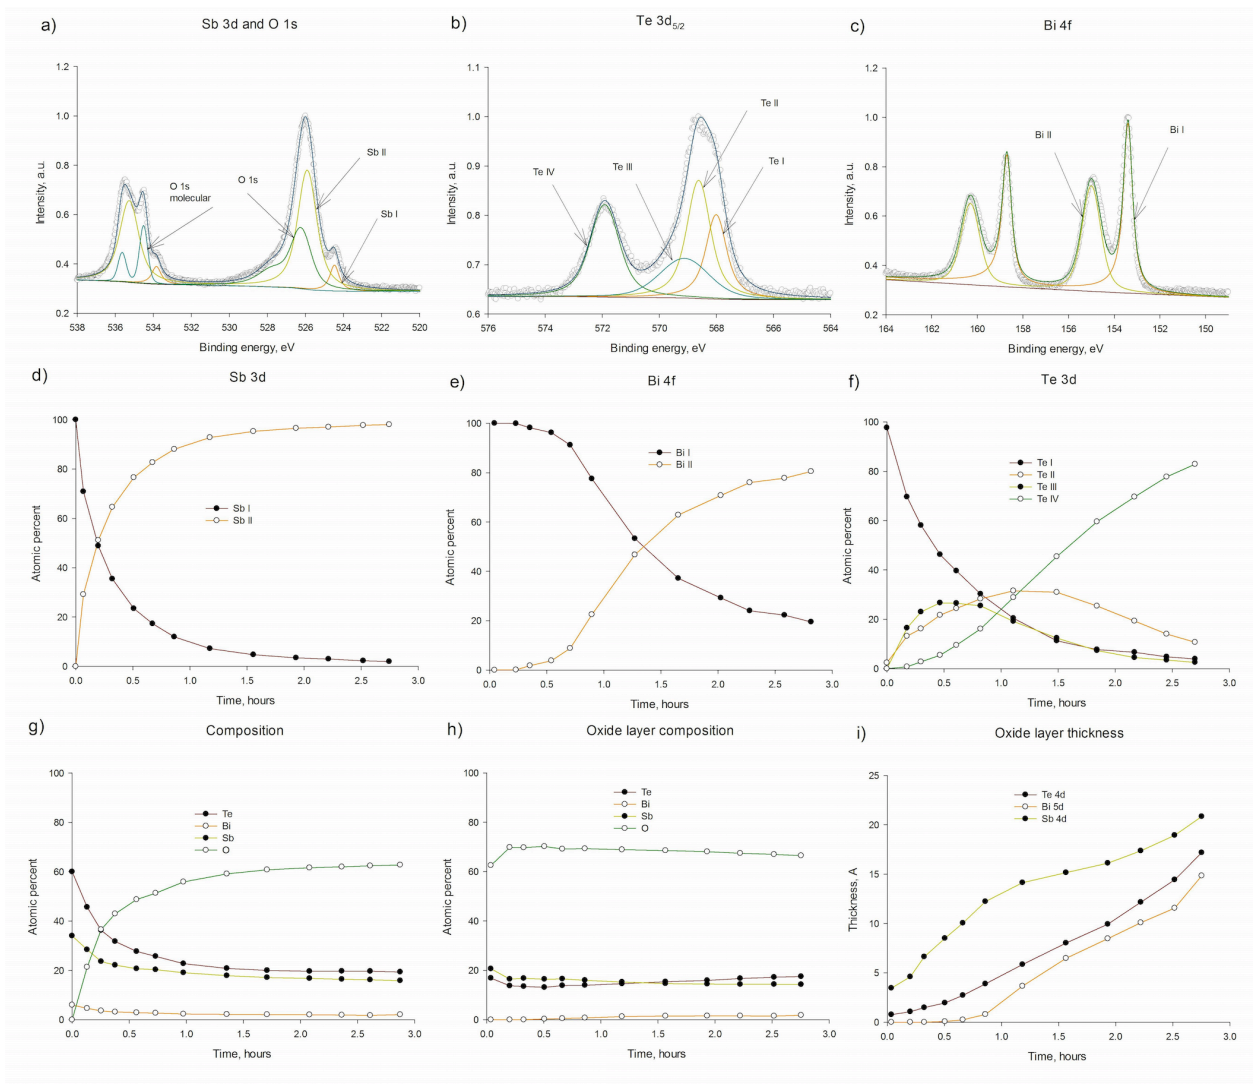 a)
Sb 3d and O 1s
1.2
1.0
0.8
0.6
0.4
0.2
Intensity, a.u.
O 1s
molecular
O 1s
Sb II
Sb I
538 536 534 532 530 528 526 524 522 520
Binding energy, eV
b)
Te 3d5/2
1.1
1.0
0.9
0.8
0.7
0.6
Intensity, a.u.
Te IV
Te III
Te II
Te I
576 574 572 570 568 566 564
Binding energy, eV
c)
Bi 4f
1.2
1.0
0.8
0.6
0.4
0.2
Intensity, a.u.
Bi II
Bi I
164 162 160 158 156 154 152 150
Binding energy, eV
d)
Sb 3d
100
80
60
40
20
0
Atomic percent
Sb I
Sb II
0.0 0.5 1.0 1.5 2.0 2.5 3.0
Time, hours
e)
Bi 4f
100
80
60
40
20
0
Atomic percent
Bi I
Bi II
0.0 0.5 1.0 1.5 2.0 2.5 3.0
Time, hours
f)
Te 3d
100
80
60
40
20
0
Atomic percent
Te I
Te II
Te III
Te IV
0.0 0.5 1.0 1.5 2.0 2.5 3.0
Time, hours
g)
Composition
100
80
60
40
20
0
Atomic percent
Te
Bi
Sb
O
0.0 0.5 1.0 1.5 2.0 2.5 3.0
Time, hours
h)
Oxide layer composition
100
80
60
40
20
0
Atomic percent
Te
Bi
Sb
O
0.0 0.5 1.0 1.5 2.0 2.5 3.0
Time, hours
i)
Oxide layer thickness
25
20
15
10
5
0
Thickness, A
Te 4d
Bi 5d
Sb 4d
0.0 0.5 1.0 1.5 2.0 2.5 3.0
Time, hours